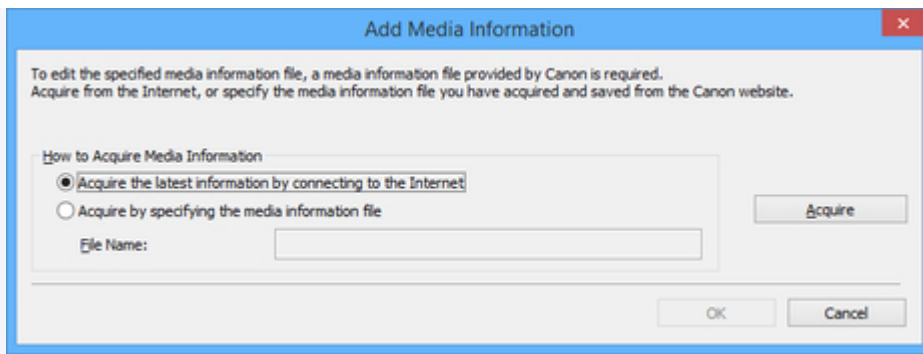 Add Media Information
To edit the specified media information file, a media information file provided by Canon is required.
Acquire from the Internet, or specify the media information file you have acquired and saved from the Canon website.
How to Acquire Media Information
Acquire the latest information by connecting to the Internet
Acquire by specifying the media information file
Acquire
File Name:
OK
Cancel